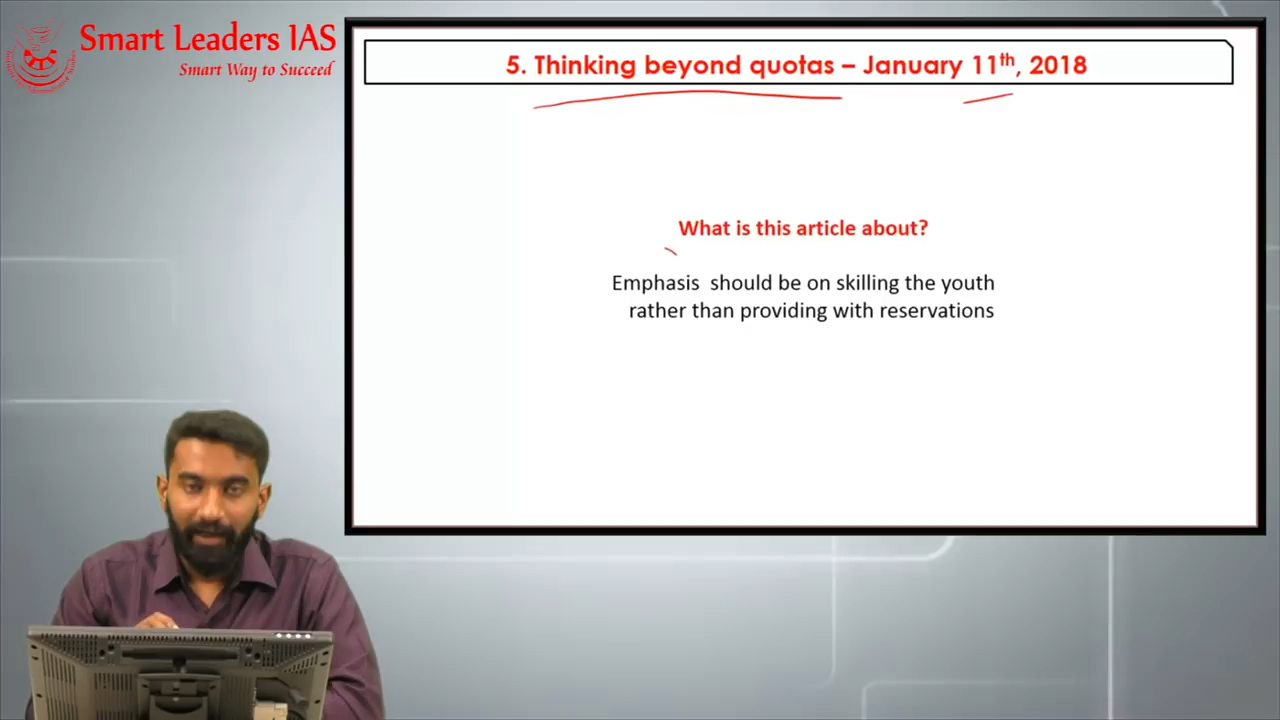 Smart Leaders IAS
Smart Way to Succeed
5. Thinking beyond quotas – January 11th, 2018
What is this article about?
Emphasis should be on skilling the youth
rather than providing with reservations